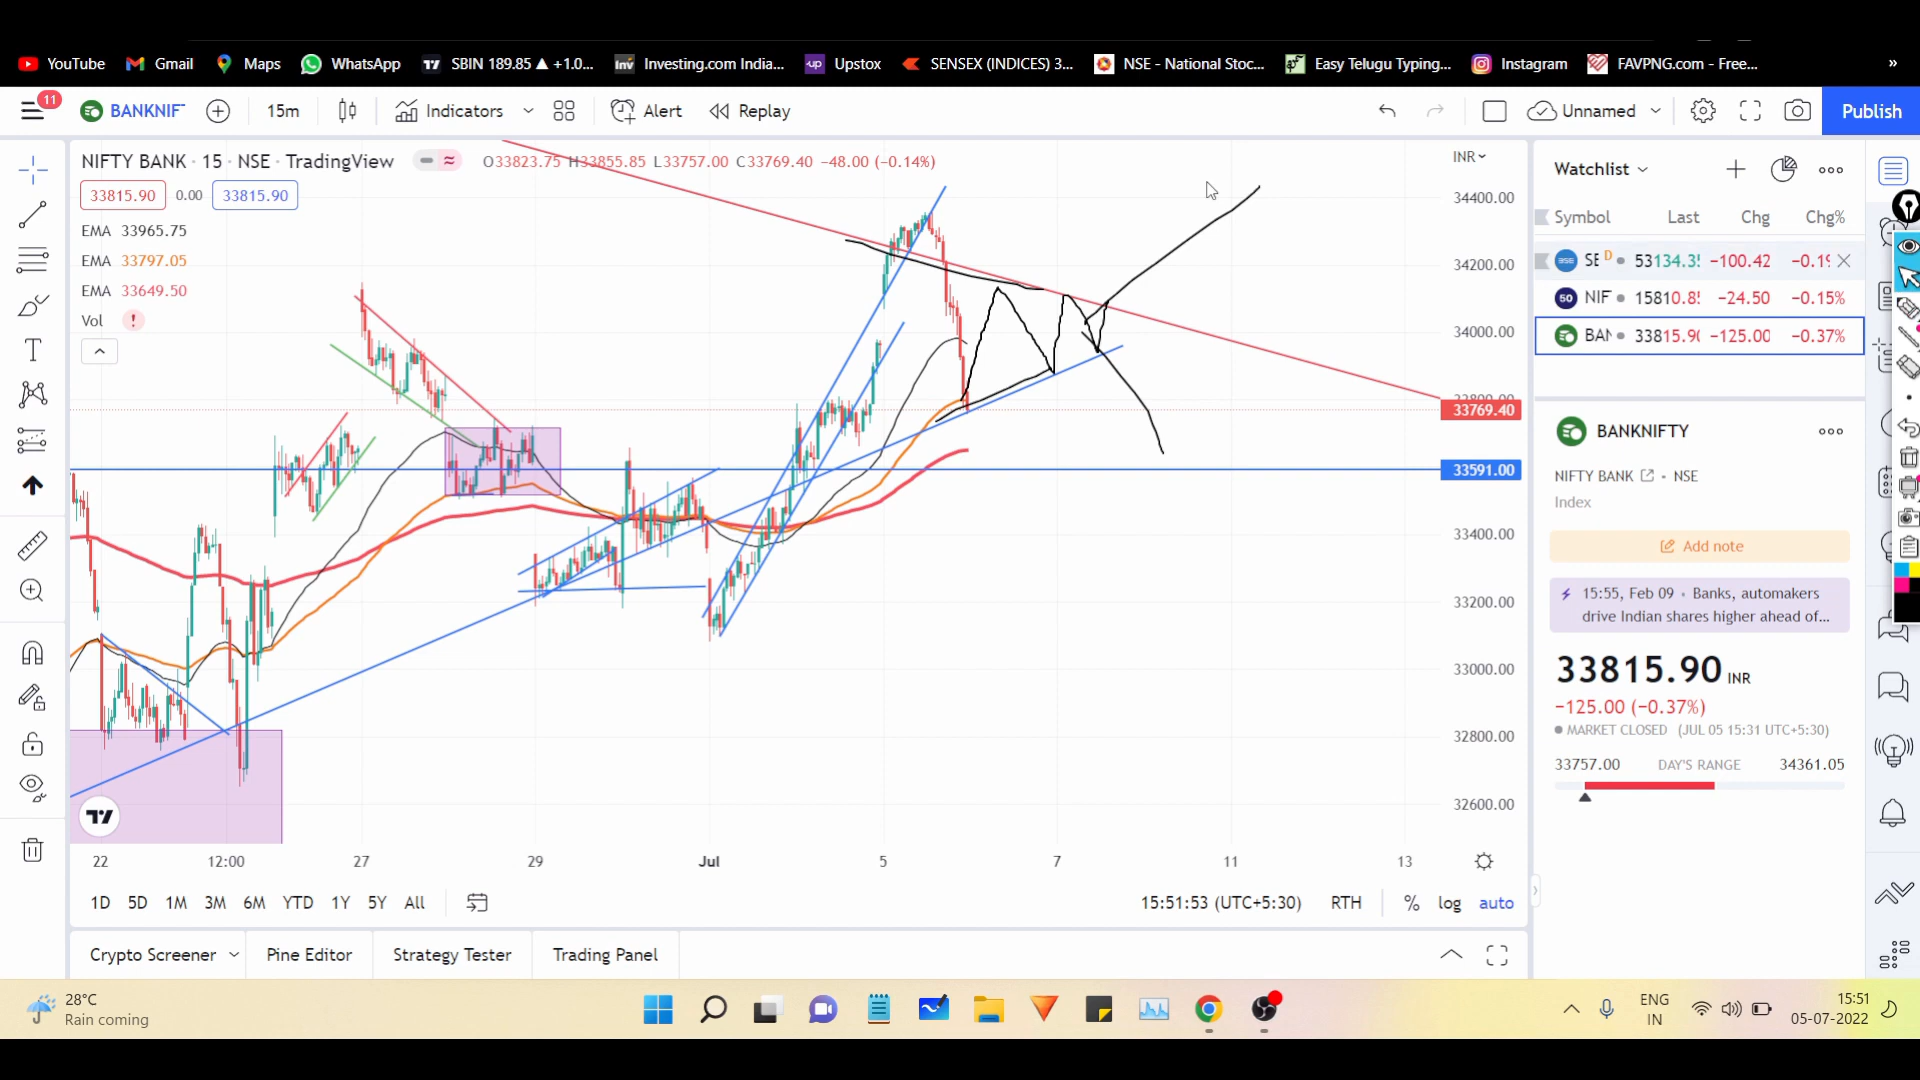 YouTube Gmail Maps WhatsApp SBIN 189.85 ▲ +1.0... Investing.com India... Upstox SENSEX (INDICES) 3... NSE - National Stoc... Easy Telugu Typing... Instagram FAVPNG.com - Free... »
11 BANKNIF 15m Indicators Alert Replay Unnamed Publish
NIFTY BANK · 15 · NSE · TradingView O33823.75 H33855.85 L33757.00 C33769.40 −48.00 (−0.14%) INR
33815.90 0.00 33815.90
EMA 33965.75
EMA 33797.05
EMA 33649.50
Vol
34400.00
34200.00
34000.00
33769.40
33591.00
33400.00
33200.00
33000.00
32800.00
32600.00
22 12:00 27 29 Jul 5 7 11 13
1D 5D 1M 3M 6M YTD 1Y 5Y All 15:51:53 (UTC+5:30) RTH % log auto
Crypto Screener Pine Editor Strategy Tester Trading Panel
Watchlist
Symbol Last Chg Chg%
SE D 53134.3 −100.42 −0.1
NIF 15810.8 −24.50 −0.15%
BAN 33815.9 −125.00 −0.37%
BANKNIFTY
NIFTY BANK • NSE
Index
Add note
15:55, Feb 09 • Banks, automakers
drive Indian shares higher ahead of...
33815.90 INR
−125.00 (−0.37%)
MARKET CLOSED (JUL 05 15:31 UTC+5:30)
33757.00 DAY'S RANGE 34361.05
28°C
Rain coming
ENG
IN
15:51
05-07-2022